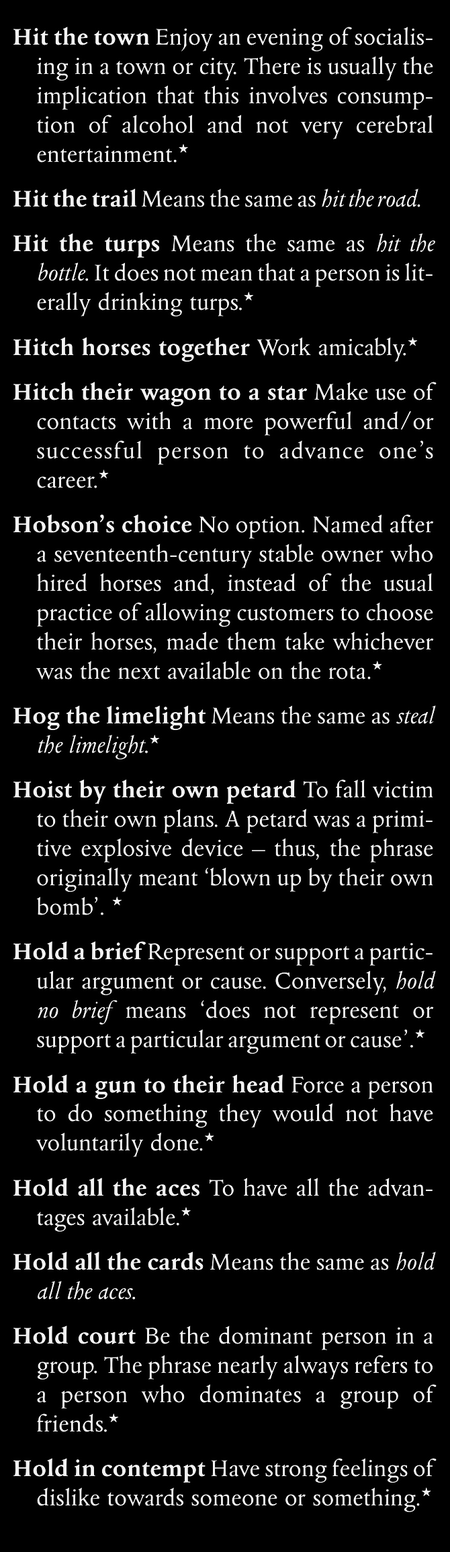 Hit the town Enjoy an evening of socialis-
ing in a town or city. There is usually the
implication that this involves consump-
tion of alcohol and not very cerebral
entertainment.★
Hit the trail Means the same as hit the road.
Hit the turps Means the same as hit the
bottle. It does not mean that a person is lit-
erally drinking turps.★
Hitch horses together Work amicably.★
Hitch their wagon to a star Make use of
contacts with a more powerful and/or
successful person to advance one’s
career.★
Hobson’s choice No option. Named after
a seventeenth-century stable owner who
hired horses and, instead of the usual
practice of allowing customers to choose
their horses, made them take whichever
was the next available on the rota.★
Hog the limelight Means the same as steal
the limelight.★
Hoist by their own petard To fall victim
to their own plans. A petard was a primi-
tive explosive device – thus, the phrase
originally meant ‘blown up by their own
bomb’. ★
Hold a brief Represent or support a partic-
ular argument or cause. Conversely, hold
no brief means ‘does not represent or
support a particular argument or cause’.★
Hold a gun to their head Force a person
to do something they would not have
voluntarily done.★
Hold all the aces To have all the advan-
tages available.★
Hold all the cards Means the same as hold
all the aces.
Hold court Be the dominant person in a
group. The phrase nearly always refers to
a person who dominates a group of
friends.★
Hold in contempt Have strong feelings of
dislike towards someone or something.★